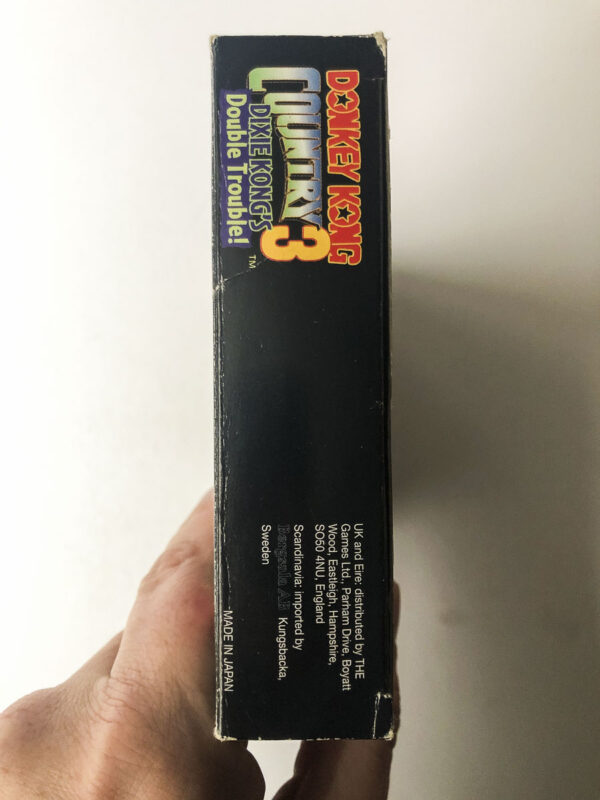 DONKEY KONG
COUNTRY 3
DIXIE KONG'S
Double Trouble!
TM
UK and Eire: distributed by THE
Games Ltd., Parham Drive, Boyatt
Wood, Eastleigh, Hampshire,
SO50 4NU, England
Scandinavia: imported by
Bergsala AB Kungsbacka,
Sweden
MADE IN JAPAN